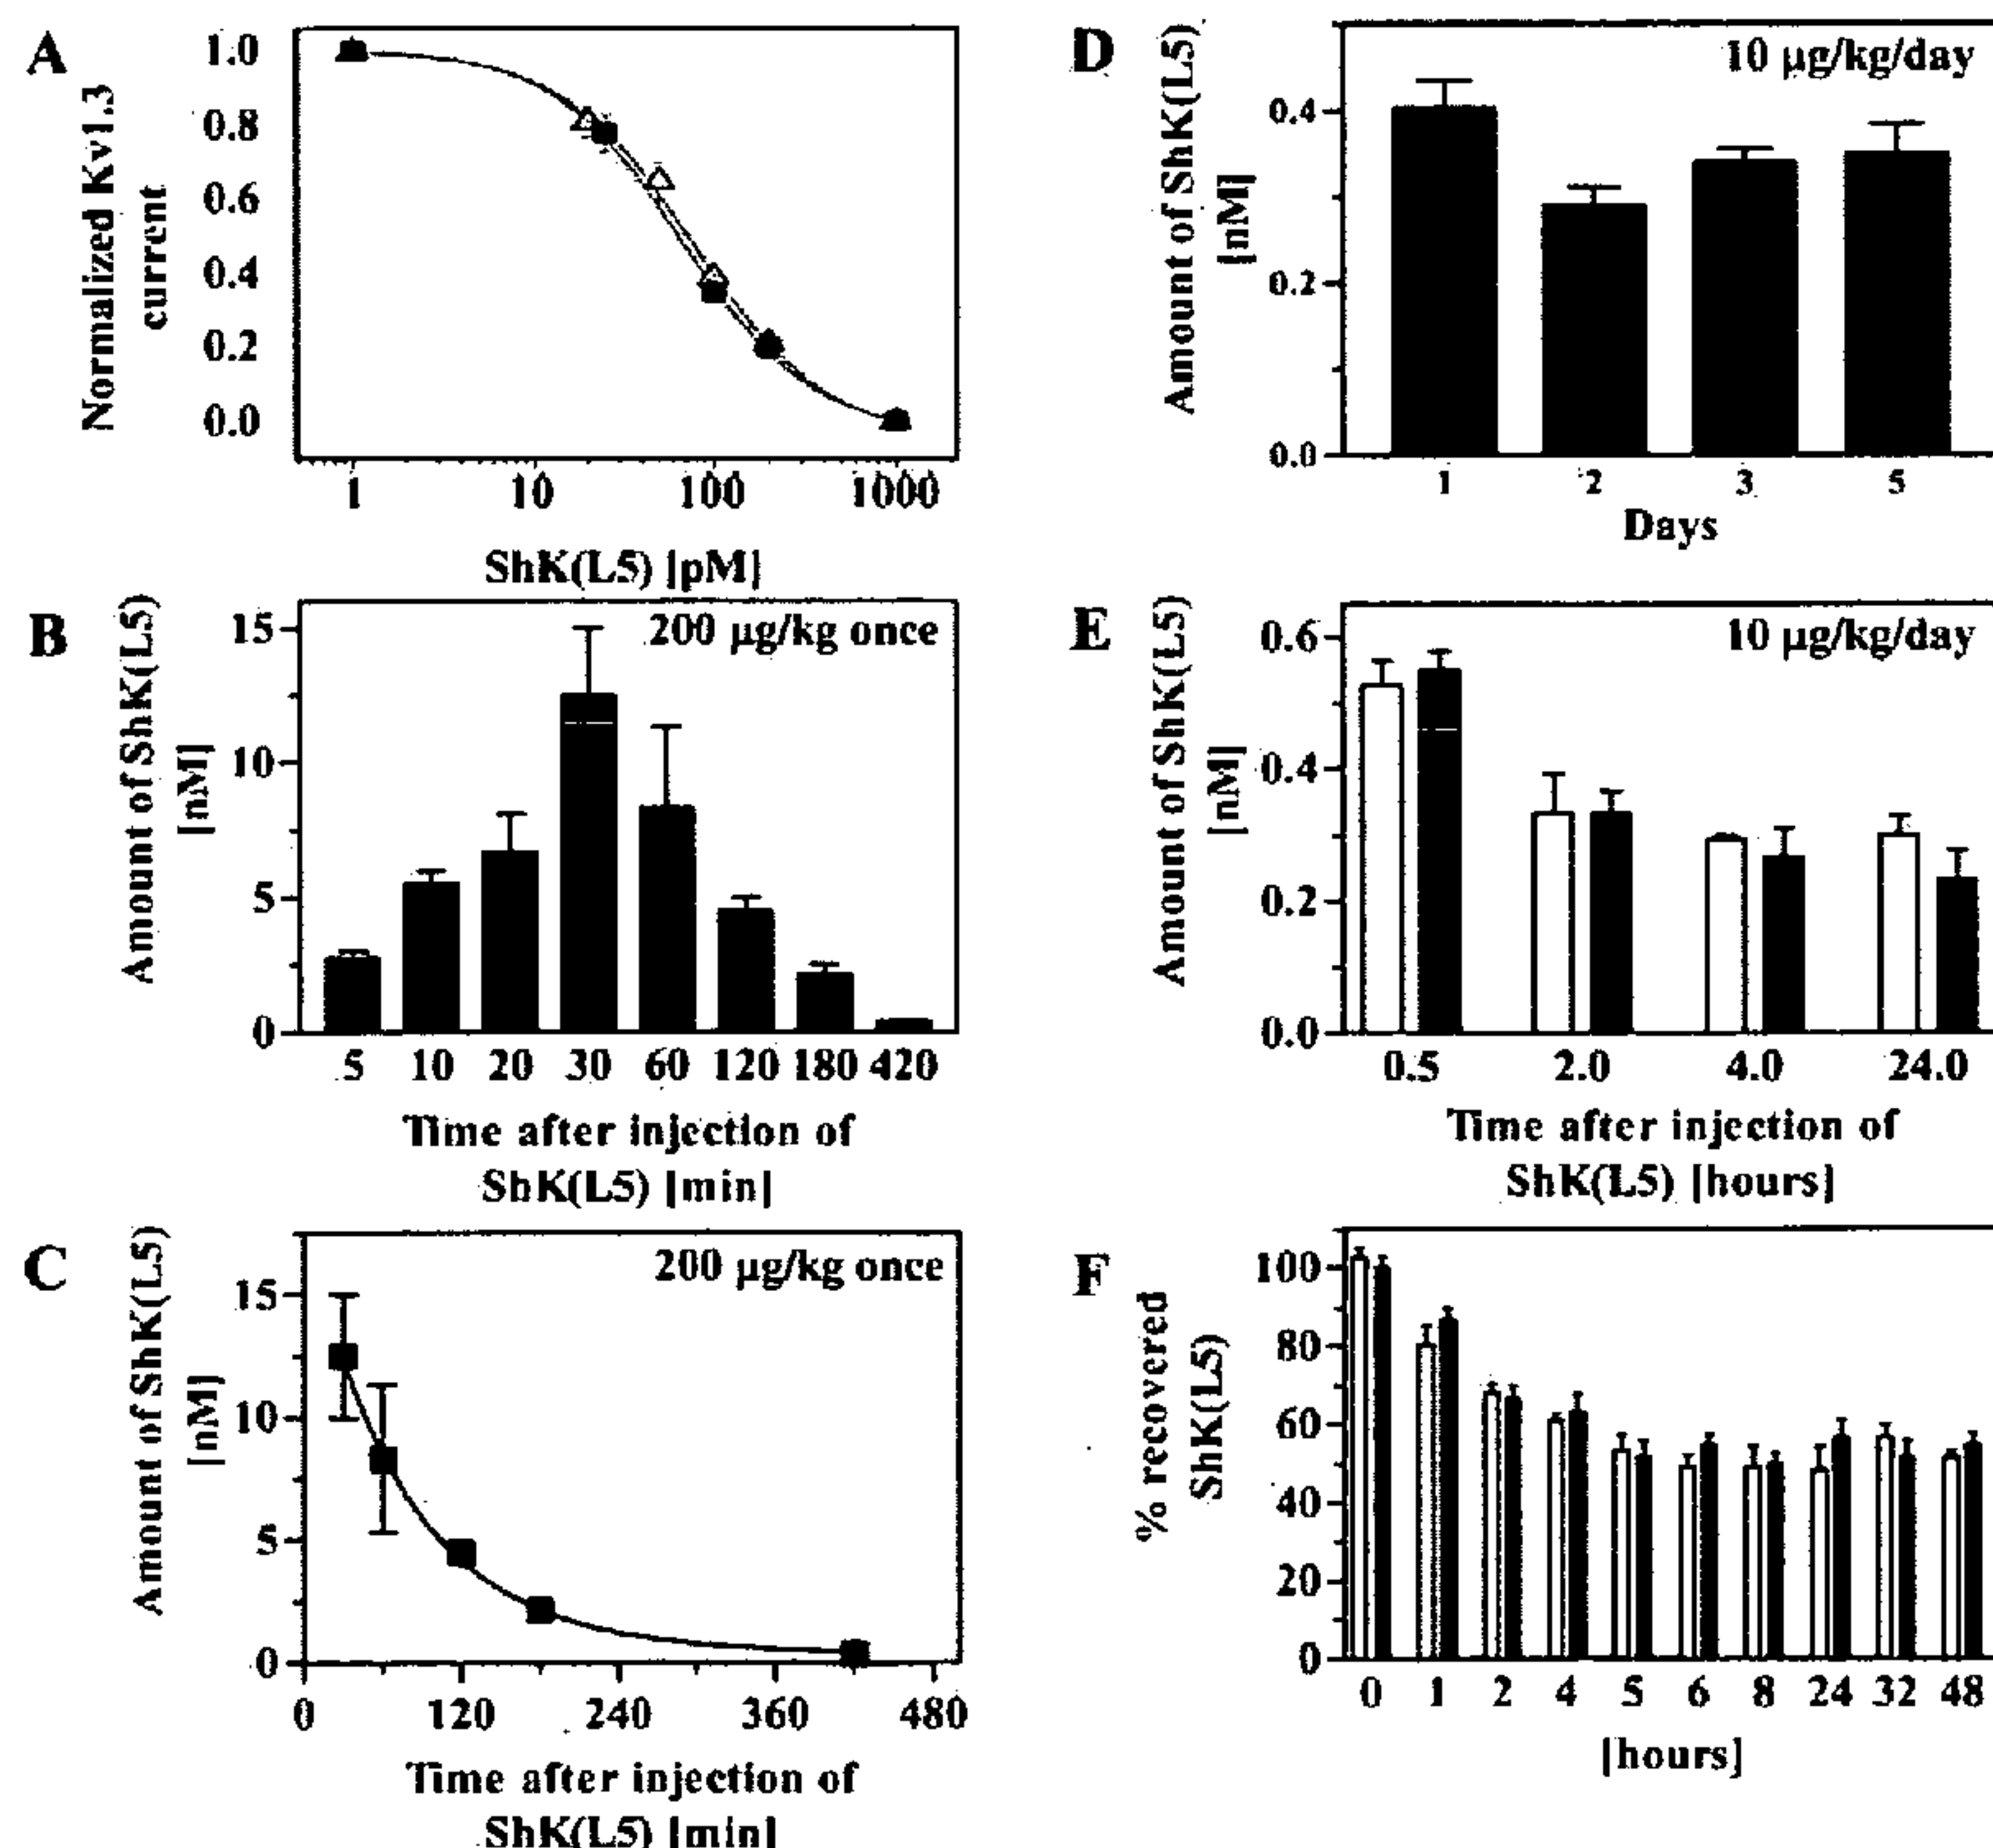 A
Normalized Kv1.3
current
1.0
0.8
0.6
0.4
0.2
0.0
1 10 100 1000
ShK(L5) [pM]
B
Amount of ShK(L5)
[nM]
200 µg/kg once
15
10
5
0
5 10 20 30 60 120 180 420
Time after injection of
ShK(L5) [min]
C
Amount of ShK(L5)
[nM]
200 µg/kg once
15
10
5
0
0 120 240 360 480
Time after injection of
ShK(L5) [min]
D
Amount of ShK(L5)
[nM]
10 µg/kg/day
0.4
0.2
0.0
1 2 3 5
Days
E
Amount of ShK(L5)
[nM]
10 µg/kg/day
0.6
0.4
0.2
0.0
0.5 2.0 4.0 24.0
Time after injection of
ShK(L5) [hours]
F
% recovered
ShK(L5)
100
80
60
40
20
0
0 1 2 4 5 6 8 24 32 48
[hours]